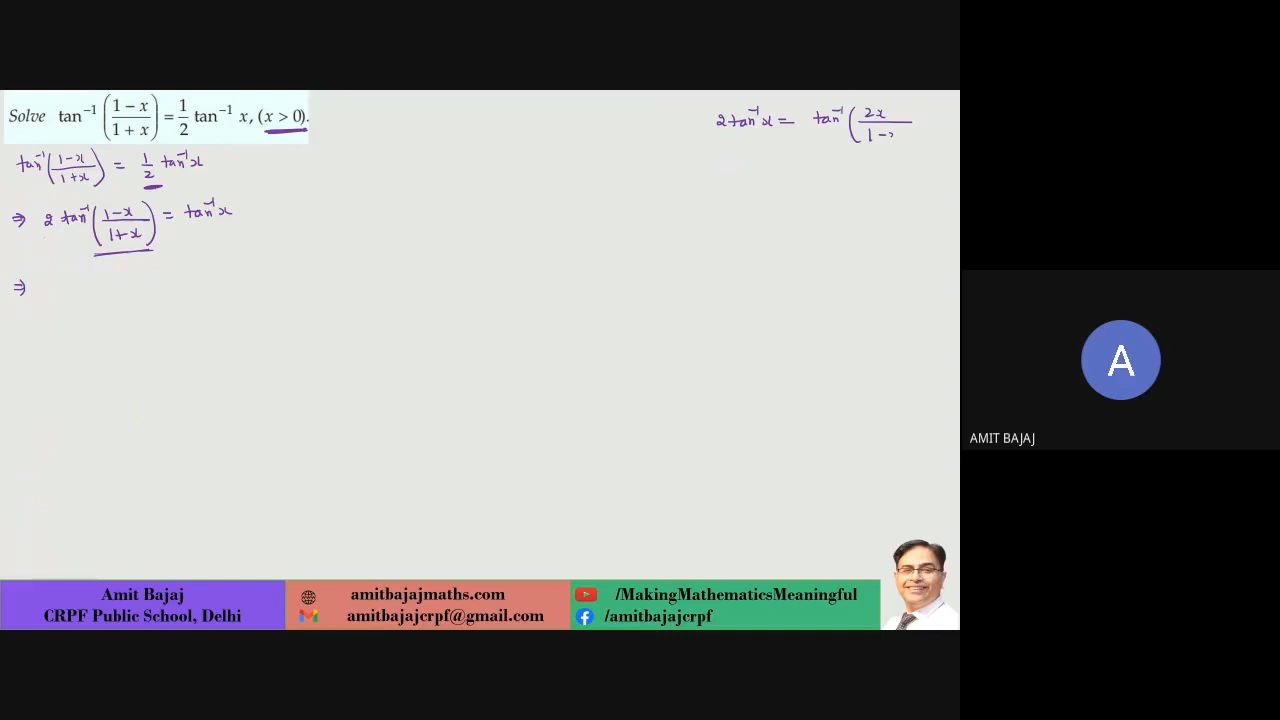 Solve tan⁻¹ ((1 − x)/(1 + x)) = 1/2 tan⁻¹ x, (x > 0).
2tan⁻¹x = tan⁻¹ (2x/1 −
tan⁻¹((1−x)/(1+x)) = 1/2 tan⁻¹x
⇒ 2 tan⁻¹((1−x)/(1+x)) = tan⁻¹x
⇒
A
AMIT BAJAJ
Amit Bajaj
CRPF Public School, Delhi
amitbajajmaths.com
amitbajajcrpf@gmail.com
/MakingMathematicsMeaningful
/amitbajajcrpf